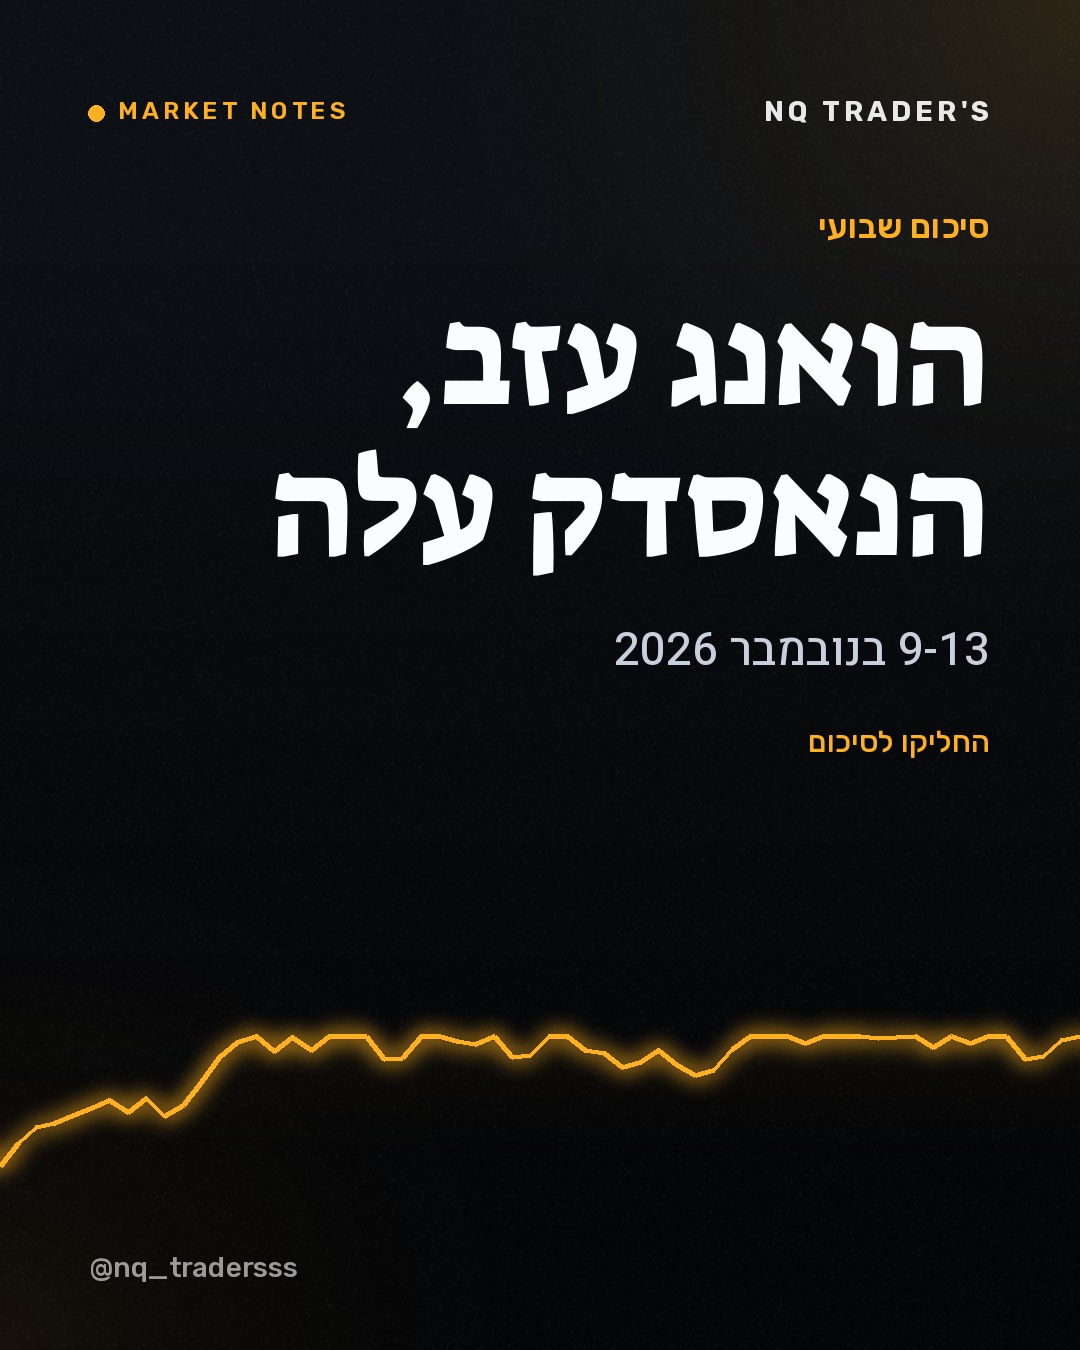 MARKET NOTES
NQ TRADER'S
סיכום שבועי
הואנג עזב,
הנאסדק עלה
9-13 בנובמבר 2026
החליקו לסיכום
@nq_tradersss